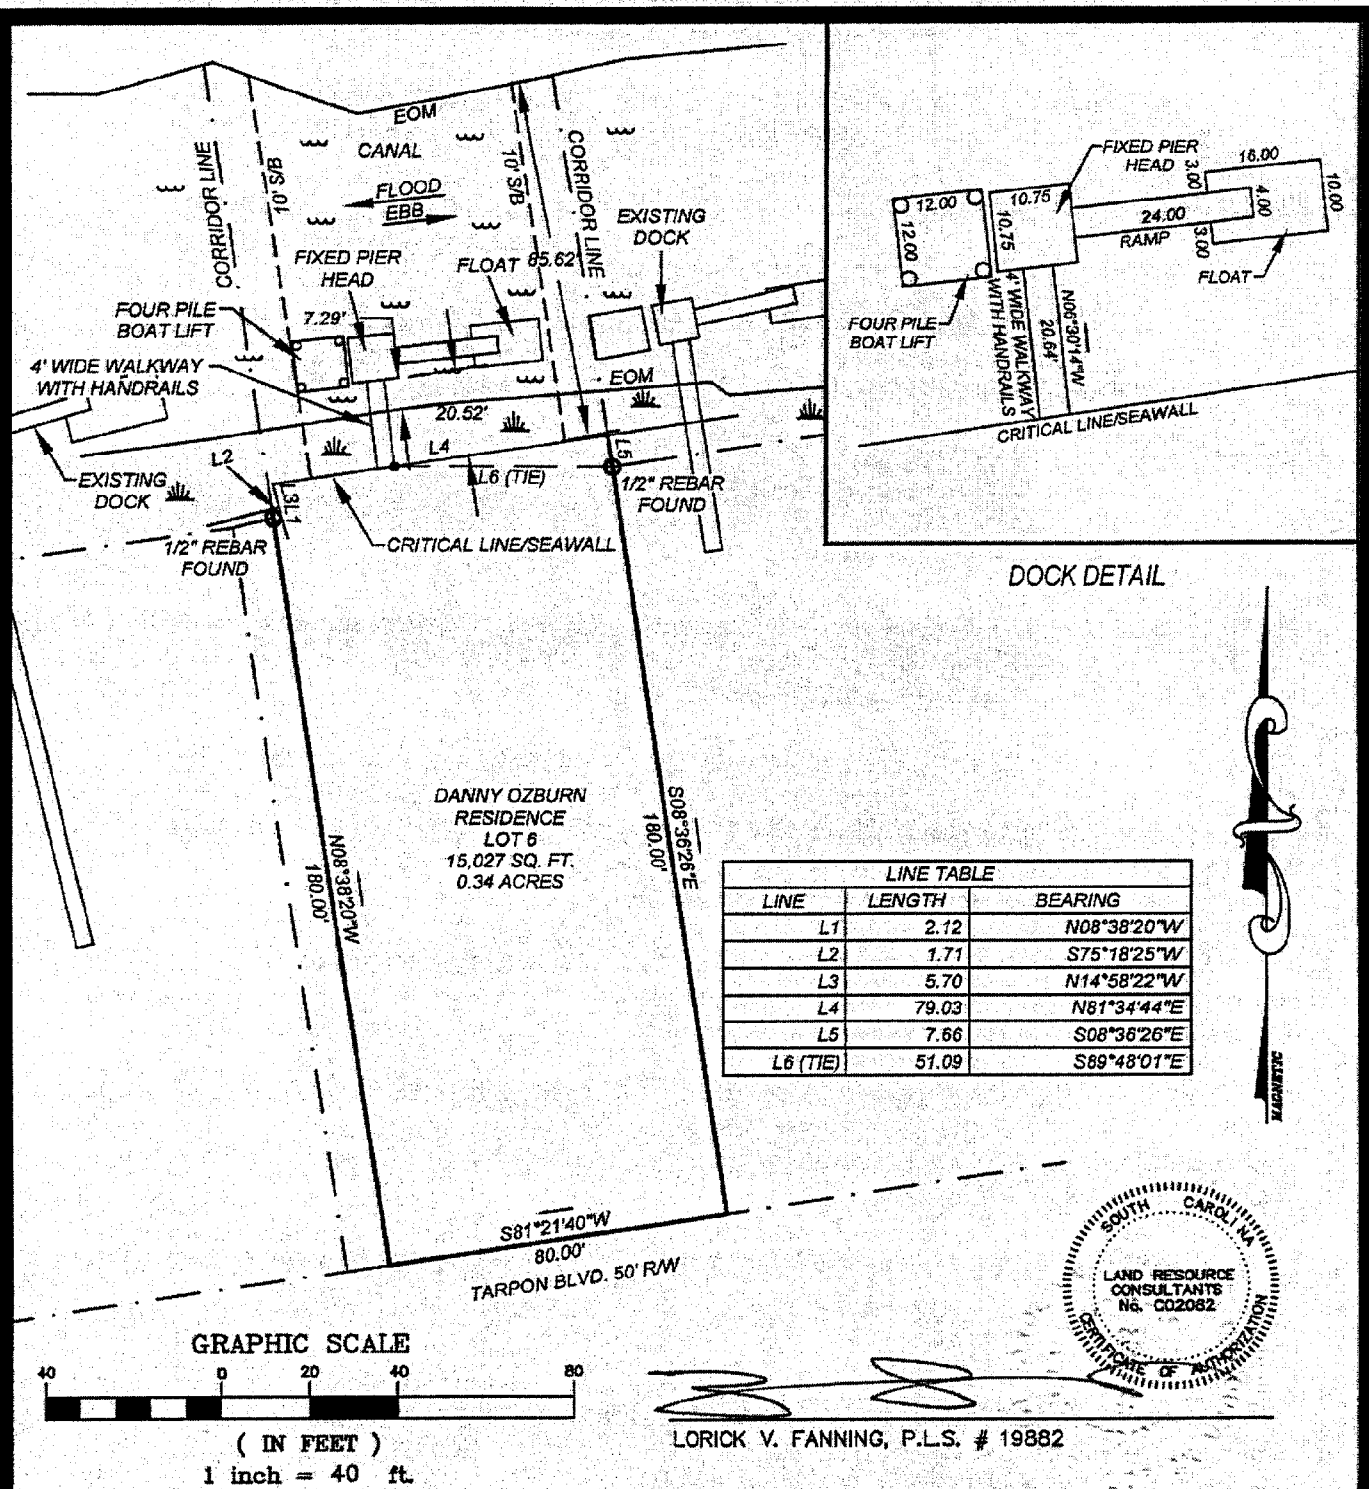 EOM
CANAL
FLOOD
EBB
CORRIDOR LINE
10' S/B
10' S/B
CORRIDOR LINE
85.62'
EXISTING
DOCK
FIXED PIER
HEAD
FLOAT
FOUR PILE
BOAT LIFT
7.29'
4' WIDE WALKWAY
WITH HANDRAILS
EOM
20.52'
L4
L5
L2
L3
L1
L6 (TIE)
EXISTING
DOCK
1/2" REBAR
FOUND
1/2" REBAR
FOUND
CRITICAL LINE/SEAWALL
FIXED PIER
HEAD
12.00
12.00
10.75
10.75
3.00
16.00
10.00
4.00
24.00
RAMP
3.00
FLOAT
FOUR PILE
BOAT LIFT
4' WIDE WALKWAY
WITH HANDRAILS
20.64'
N06°30'14"W
CRITICAL LINE/SEAWALL
DOCK DETAIL
DANNY OZBURN
RESIDENCE
LOT 6
15,027 SQ. FT.
0.34 ACRES
N08°38'20"W
180.00'
S08°36'26"E
180.00'
LINE TABLE
LINE LENGTH BEARING
L1 2.12 N08°38'20"W
L2 1.71 S75°18'25"W
L3 5.70 N14°58'22"W
L4 79.03 N81°34'44"E
L5 7.66 S08°36'26"E
L6 (TIE) 51.09 S89°48'01"E
MAGNETIC
S81°21'40"W
80.00'
TARPON BLVD. 50' R/W
SOUTH CAROLINA
LAND RESOURCE
CONSULTANTS
No. C02082
CERTIFICATE OF AUTHORIZATION
GRAPHIC SCALE
40 0 20 40 80
( IN FEET )
1 inch = 40 ft.
LORICK V. FANNING, P.L.S. # 19882